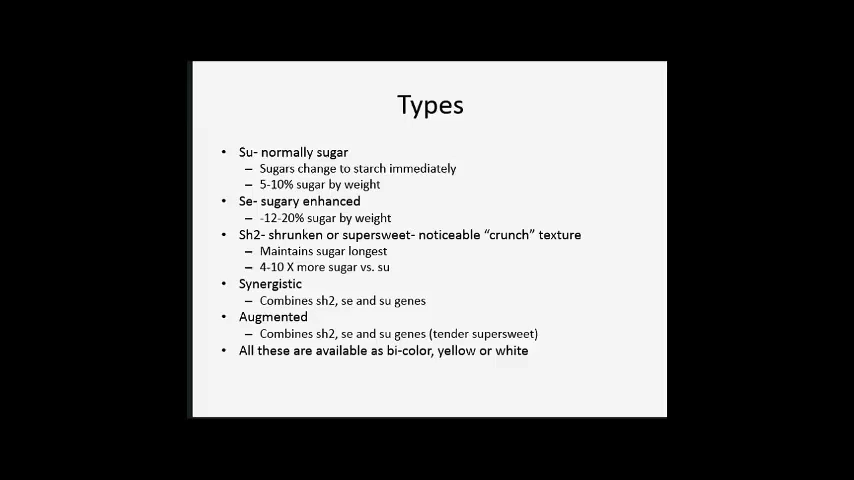 Types
• Su- normally sugar
– Sugars change to starch immediately
– 5-10% sugar by weight
• Se- sugary enhanced
– -12-20% sugar by weight
• Sh2- shrunken or supersweet- noticeable “crunch” texture
– Maintains sugar longest
– 4-10 X more sugar vs. su
• Synergistic
– Combines sh2, se and su genes
• Augmented
– Combines sh2, se and su genes (tender supersweet)
• All these are available as bi-color, yellow or white